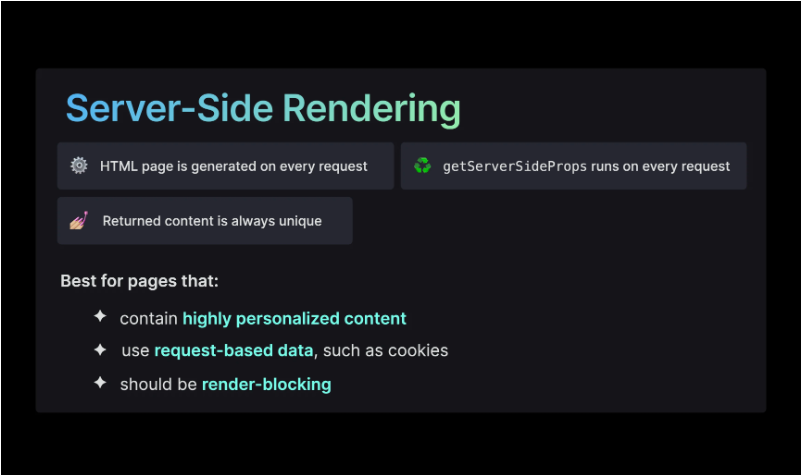 Server-Side Rendering
HTML page is generated on every request
getServerSideProps runs on every request
Returned content is always unique
Best for pages that:
contain highly personalized content
use request-based data, such as cookies
should be render-blocking